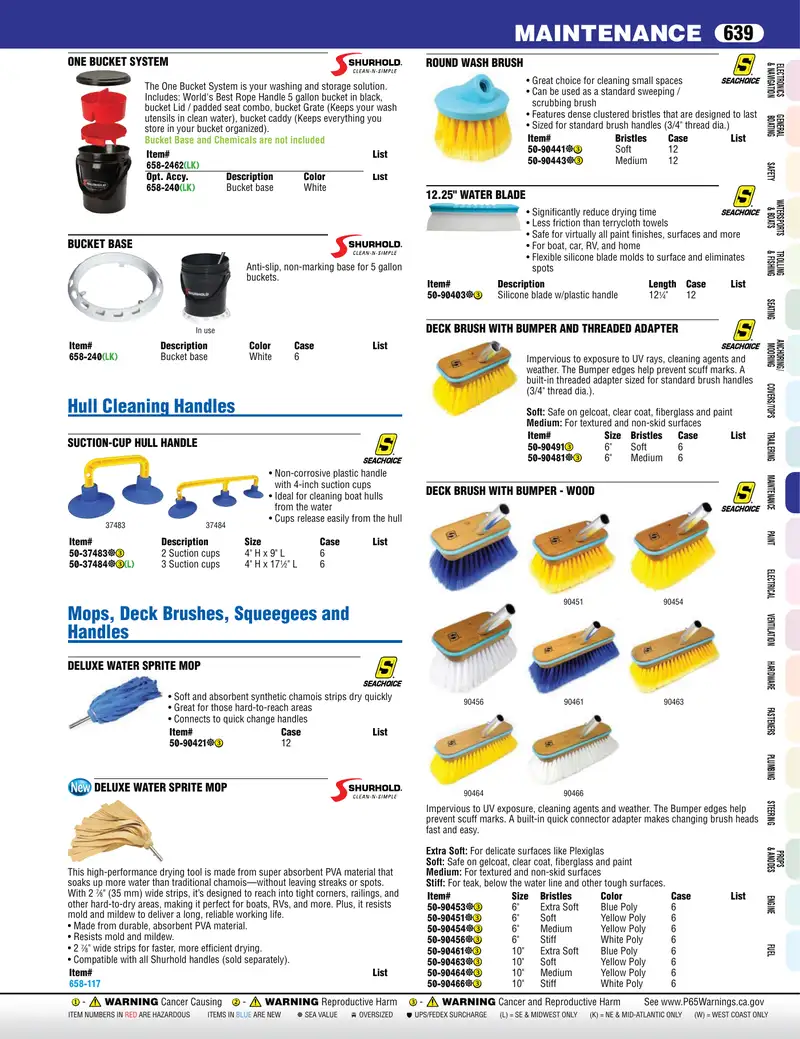 MAINTENANCE 639
ONE BUCKET SYSTEM
SHURHOLD
CLEAN-N-SIMPLE
The One Bucket System is your washing and storage solution.
Includes: World's Best Rope Handle 5 gallon bucket in black,
bucket Lid / padded seat combo, bucket Grate (Keeps your wash
utensils in clean water), bucket caddy (Keeps everything you
store in your bucket organized).
Bucket Base and Chemicals are not included
Item# List
658-2462(LK)
Opt. Accy. Description Color List
658-240(LK) Bucket base White
BUCKET BASE
SHURHOLD
CLEAN-N-SIMPLE
Anti-slip, non-marking base for 5 gallon
buckets.
In use
Item# Description Color Case List
658-240(LK) Bucket base White 6
Hull Cleaning Handles
SUCTION-CUP HULL HANDLE
S
SEACHOICE
• Non-corrosive plastic handle
with 4-inch suction cups
• Ideal for cleaning boat hulls
from the water
• Cups release easily from the hull
37483 37484
Item# Description Size Case List
50-37483 3 2 Suction cups 4" H x 9" L 6
50-37484 3 (L) 3 Suction cups 4" H x 17½" L 6
Mops, Deck Brushes, Squeegees and
Handles
DELUXE WATER SPRITE MOP
S
SEACHOICE
• Soft and absorbent synthetic chamois strips dry quickly
• Great for those hard-to-reach areas
• Connects to quick change handles
Item# Case List
50-90421 3 12
New DELUXE WATER SPRITE MOP
SHURHOLD
CLEAN-N-SIMPLE
This high-performance drying tool is made from super absorbent PVA material that
soaks up more water than traditional chamois—without leaving streaks or spots.
With 2 ⅞" (35 mm) wide strips, it's designed to reach into tight corners, railings, and
other hard-to-dry areas, making it perfect for boats, RVs, and more. Plus, it resists
mold and mildew to deliver a long, reliable working life.
• Made from durable, absorbent PVA material.
• Resists mold and mildew.
• 2 ⅞" wide strips for faster, more efficient drying.
• Compatible with all Shurhold handles (sold separately).
Item# List
658-117
ROUND WASH BRUSH
S
SEACHOICE
• Great choice for cleaning small spaces
• Can be used as a standard sweeping /
scrubbing brush
• Features dense clustered bristles that are designed to last
• Sized for standard brush handles (3/4" thread dia.)
Item# Bristles Case List
50-90441 3 Soft 12
50-90443 3 Medium 12
12.25" WATER BLADE
S
SEACHOICE
• Significantly reduce drying time
• Less friction than terrycloth towels
• Safe for virtually all paint finishes, surfaces and more
• For boat, car, RV, and home
• Flexible silicone blade molds to surface and eliminates
spots
Item# Description Length Case List
50-90403 3 Silicone blade w/plastic handle 12¼" 12
DECK BRUSH WITH BUMPER AND THREADED ADAPTER
S
SEACHOICE
Impervious to exposure to UV rays, cleaning agents and
weather. The Bumper edges help prevent scuff marks. A
built-in threaded adapter sized for standard brush handles
(3/4" thread dia.).
Soft: Safe on gelcoat, clear coat, fiberglass and paint
Medium: For textured and non-skid surfaces
Item# Size Bristles Case List
50-90491 3 6" Soft 6
50-90481 3 6" Medium 6
DECK BRUSH WITH BUMPER - WOOD
S
SEACHOICE
90451 90454
90456 90461 90463
90464 90466
Impervious to UV exposure, cleaning agents and weather. The Bumper edges help
prevent scuff marks. A built-in quick connector adapter makes changing brush heads
fast and easy.
Extra Soft: For delicate surfaces like Plexiglas
Soft: Safe on gelcoat, clear coat, fiberglass and paint
Medium: For textured and non-skid surfaces
Stiff: For teak, below the water line and other tough surfaces.
Item# Size Bristles Color Case List
50-90453 3 6" Extra Soft Blue Poly 6
50-90451 3 6" Soft Yellow Poly 6
50-90454 3 6" Medium Yellow Poly 6
50-90456 3 6" Stiff White Poly 6
50-90461 3 10" Extra Soft Blue Poly 6
50-90463 3 10" Soft Yellow Poly 6
50-90464 3 10" Medium Yellow Poly 6
50-90466 3 10" Stiff White Poly 6
ELECTRONICS
& NAVIGATION
GENERAL
BOATING
SAFETY
WATERSPORTS
& BOATS
TROLLING
& FISHING
SEATING
ANCHORING/
MOORING
COVERS/TOPS
TRAILERING
MAINTENANCE
PAINT
ELECTRICAL
VENTILATION
HARDWARE
FASTENERS
PLUMBING
STEERING
PROPS
& ANODES
ENGINE
FUEL
1 - WARNING Cancer Causing 2 - WARNING Reproductive Harm 3 - WARNING Cancer and Reproductive Harm See www.P65Warnings.ca.gov
ITEM NUMBERS IN RED ARE HAZARDOUS ITEMS IN BLUE ARE NEW SEA VALUE OVERSIZED UPS/FEDEX SURCHARGE (L) = SE & MIDWEST ONLY (K) = NE & MID-ATLANTIC ONLY (W) = WEST COAST ONLY